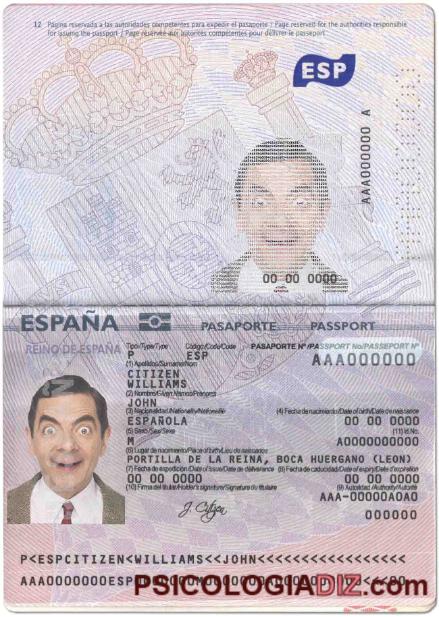 12 Página reservada a las autoridades competentes para expedir el pasaporte / Page reserved for the authorities responsible
for issuing the passport / Page réservée aux autorités compétentes pour délivrer le passeport
ESP
AAA000000 A
00 00 0000
ESPAÑA PASAPORTE PASSPORT
REINO DE ESPAÑA Tipo/Type/Type Código/Code/Code PASAPORTE Nº/PASSPORT No/PASSEPORT Nº
P ESP AAA000000
(1) Apellidos/Surname/Nom
CITIZEN
WILLIAMS
(2) Nombre/Given Names/Prénoms
JOHN
(3) Nacionalidad/Nationality/Nationalité (4) Fecha de nacimiento/Date of birth/Date de naissance
ESPAÑOLA 00 00 0000
(5) Sexo/Sex/Sexe
M A0000000000
(6) Lugar de nacimiento/Place of birth/Lieu de naissance
PORTILLA DE LA REINA, BOCA HUERGANO (LEON)
(7) Fecha de expedición/Date of issue/Date de délivrance (8) Fecha de caducidad/Date of expiry/Date d'expiration
00 00 0000 00 00 0000
(10) Firma del titular/Holder's signature/Signature du titulaire (9) Autoridad/Authority/Autorité
AAA-00000A0A0
J. Citizen
000000
P<ESPCITIZEN<WILLIAMS<<JOHN<<<<<<<<<<<<<<<<<
PSICOLOGIADIZ.com